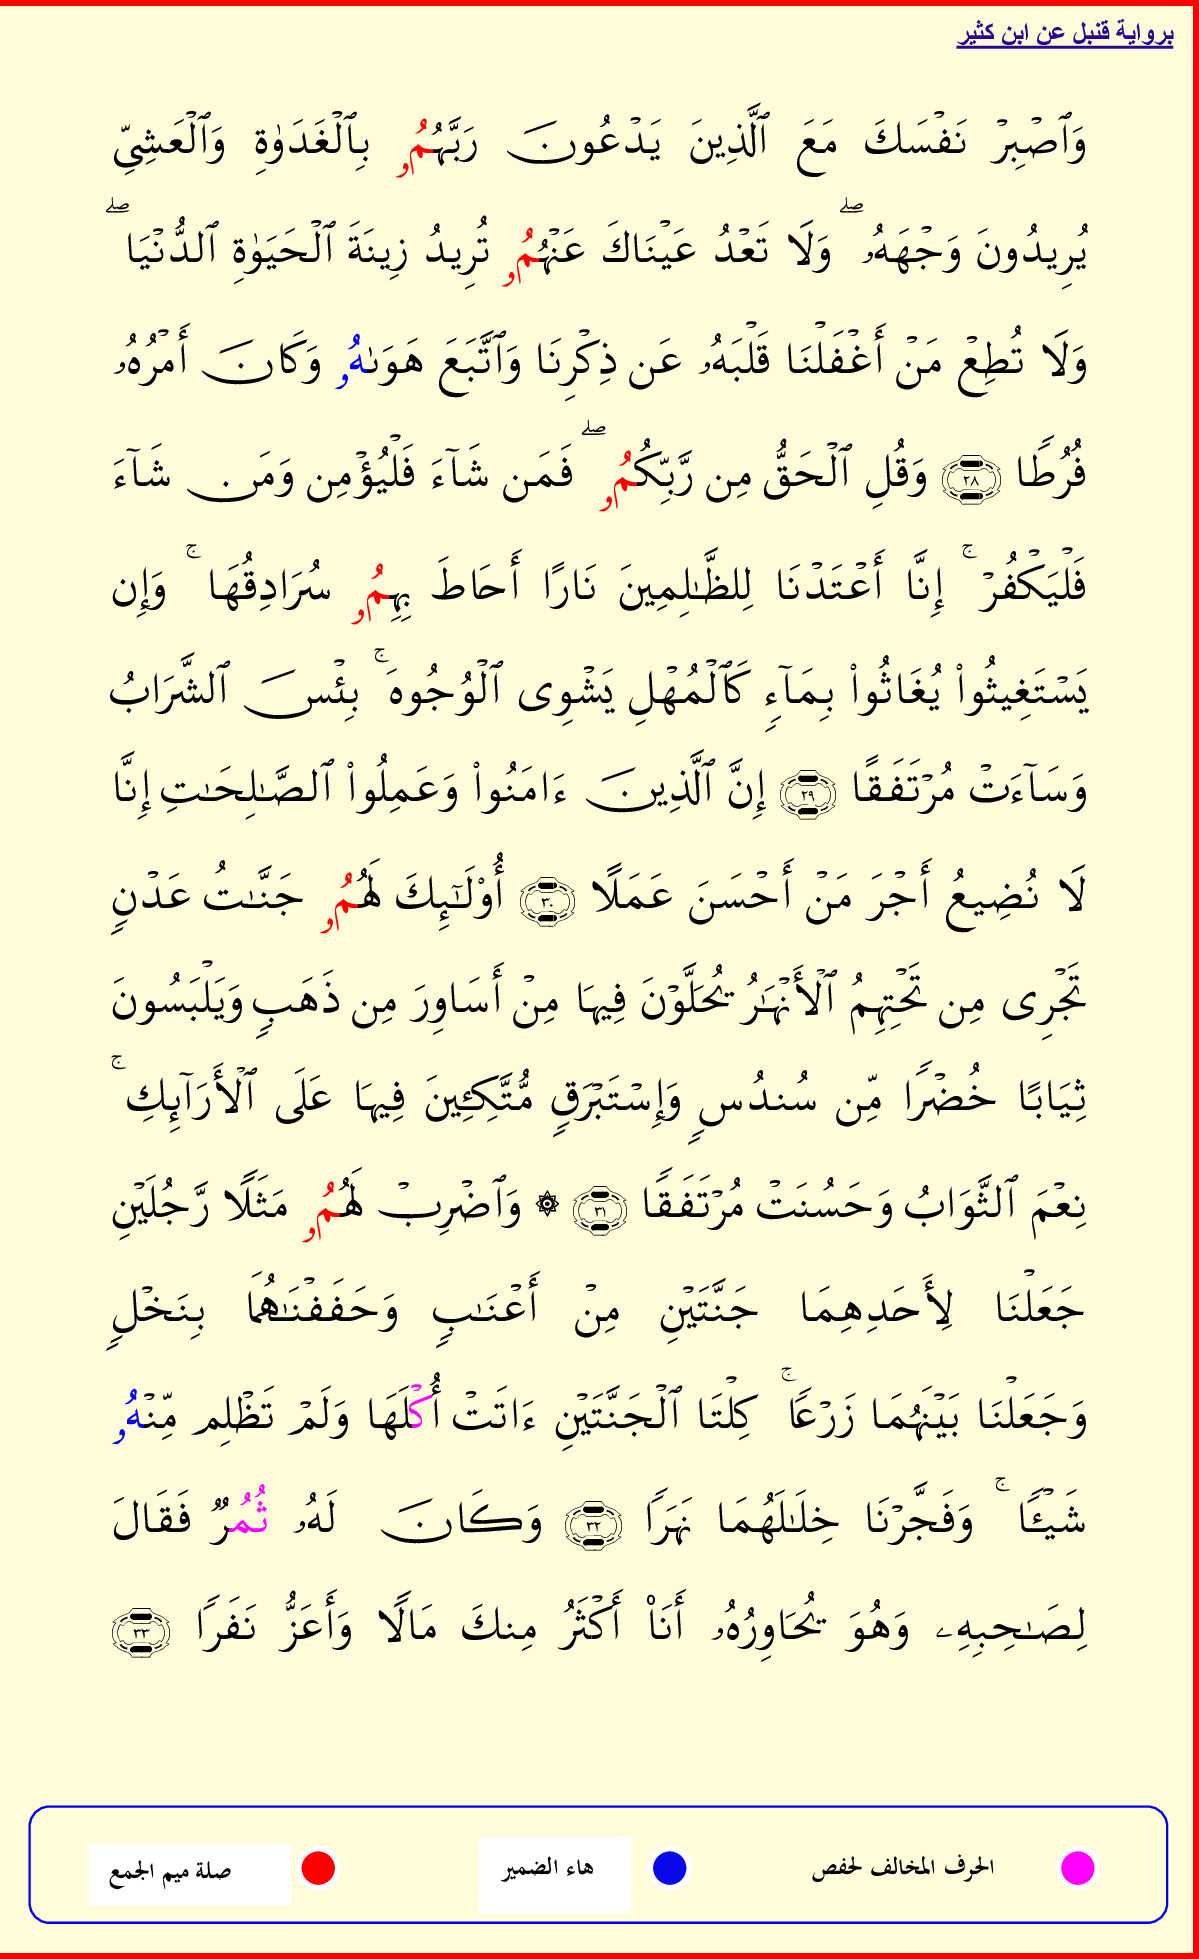 برواية قنبل عن ابن كثير
وَٱصۡبِرۡ نَفۡسَكَ مَعَ ٱلَّذِينَ يَدۡعُونَ رَبَّهُمُۥ بِٱلۡغَدَوٰةِ وَٱلۡعَشِيِّ
يُرِيدُونَ وَجۡهَهُۥۖ وَلَا تَعۡدُ عَيۡنَاكَ عَنۡهُمُۥ تُرِيدُ زِينَةَ ٱلۡحَيَوٰةِ ٱلدُّنۡيَاۖ
وَلَا تُطِعۡ مَنۡ أَغۡفَلۡنَا قَلۡبَهُۥ عَن ذِكۡرِنَا وَٱتَّبَعَ هَوَىٰهُۥ وَكَانَ أَمۡرُهُۥ
فُرُطٗا ٢٨ وَقُلِ ٱلۡحَقُّ مِن رَّبِّكُمُۥۖ فَمَن شَآءَ فَلۡيُؤۡمِن وَمَن شَآءَ
فَلۡيَكۡفُرۡۚ إِنَّا أَعۡتَدۡنَا لِلظَّٰلِمِينَ نَارًا أَحَاطَ بِهِمُۥ سُرَادِقُهَاۚ وَإِن
يَسۡتَغِيثُواْ يُغَاثُواْ بِمَآءٖ كَٱلۡمُهۡلِ يَشۡوِي ٱلۡوُجُوهَۚ بِئۡسَ ٱلشَّرَابُ
وَسَآءَتۡ مُرۡتَفَقًا ٢٩ إِنَّ ٱلَّذِينَ ءَامَنُواْ وَعَمِلُواْ ٱلصَّٰلِحَٰتِ إِنَّا
لَا نُضِيعُ أَجۡرَ مَنۡ أَحۡسَنَ عَمَلًا ٣٠ أُوْلَٰٓئِكَ لَهُمُۥ جَنَّٰتُ عَدۡنٖ
تَجۡرِي مِن تَحۡتِهِمُ ٱلۡأَنۡهَٰرُ يُحَلَّوۡنَ فِيهَا مِنۡ أَسَاوِرَ مِن ذَهَبٖ وَيَلۡبَسُونَ
ثِيَابًا خُضۡرٗا مِّن سُندُسٖ وَإِسۡتَبۡرَقٖ مُّتَّكِـِٔينَ فِيهَا عَلَى ٱلۡأَرَآئِكِۚ
نِعۡمَ ٱلثَّوَابُ وَحَسُنَتۡ مُرۡتَفَقٗا ٣١ ۞ وَٱضۡرِبۡ لَهُمُۥ مَثَلٗا رَّجُلَيۡنِ
جَعَلۡنَا لِأَحَدِهِمَا جَنَّتَيۡنِ مِنۡ أَعۡنَٰبٖ وَحَفَفۡنَٰهُمَا بِنَخۡلٖ
وَجَعَلۡنَا بَيۡنَهُمَا زَرۡعٗاۚ كِلۡتَا ٱلۡجَنَّتَيۡنِ ءَاتَتۡ أُكۡلَهَا وَلَمۡ تَظۡلِم مِّنۡهُۥ
شَيۡـٔٗاۚ وَفَجَّرۡنَا خِلَٰلَهُمَا نَهَرٗا ٣٢ وَكَانَ لَهُۥ ثُمُرٞ فَقَالَ
لِصَٰحِبِهِۦ وَهُوَ يُحَاوِرُهُۥ أَنَا۠ أَكۡثَرُ مِنكَ مَالٗا وَأَعَزُّ نَفَرٗا ٣٣
الحرف المخالف لحفص هاء الضمير صلة ميم الجمع